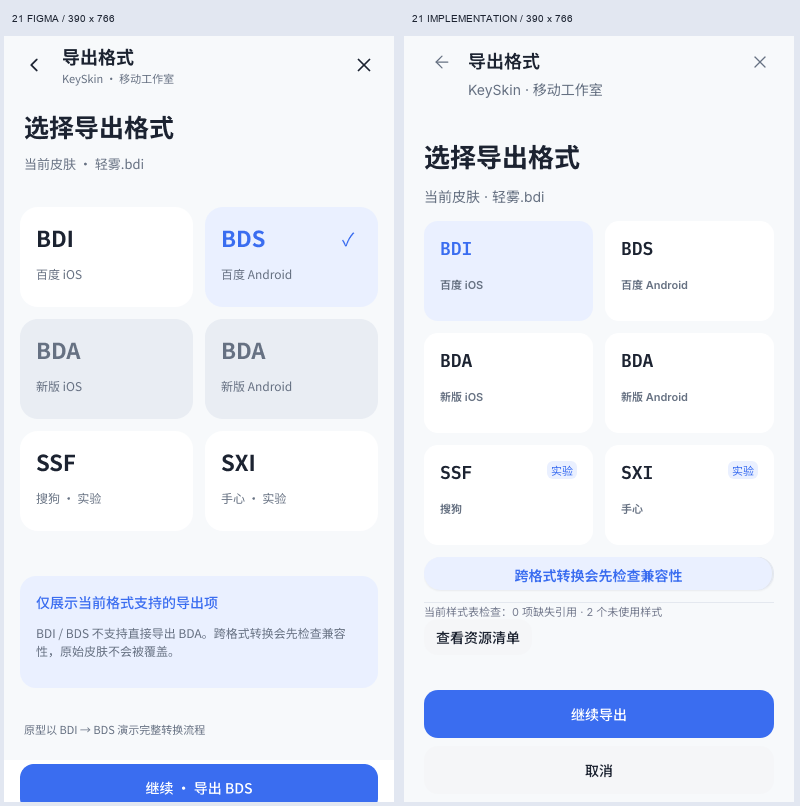 21 FIGMA / 390 x 766
导出格式
KeySkin • 移动工作室
选择导出格式
当前皮肤 • 轻雾.bdi
BDI
百度 iOS
BDS ✓
百度 Android
BDA
新版 iOS
BDA
新版 Android
SSF
搜狗 • 实验
SXI
手心 • 实验
仅展示当前格式支持的导出项
BDI / BDS 不支持直接导出 BDA。跨格式转换会先检查兼容
性，原始皮肤不会被覆盖。
原型以 BDI → BDS 演示完整转换流程
继续 • 导出 BDS
21 IMPLEMENTATION / 390 x 766
导出格式
KeySkin · 移动工作室
选择导出格式
当前皮肤 · 轻雾.bdi
BDI
百度 iOS
BDS
百度 Android
BDA
新版 iOS
BDA
新版 Android
SSF 实验
搜狗
SXI 实验
手心
跨格式转换会先检查兼容性
当前样式表检查：0 项缺失引用 · 2 个未使用样式
查看资源清单
继续导出
取消